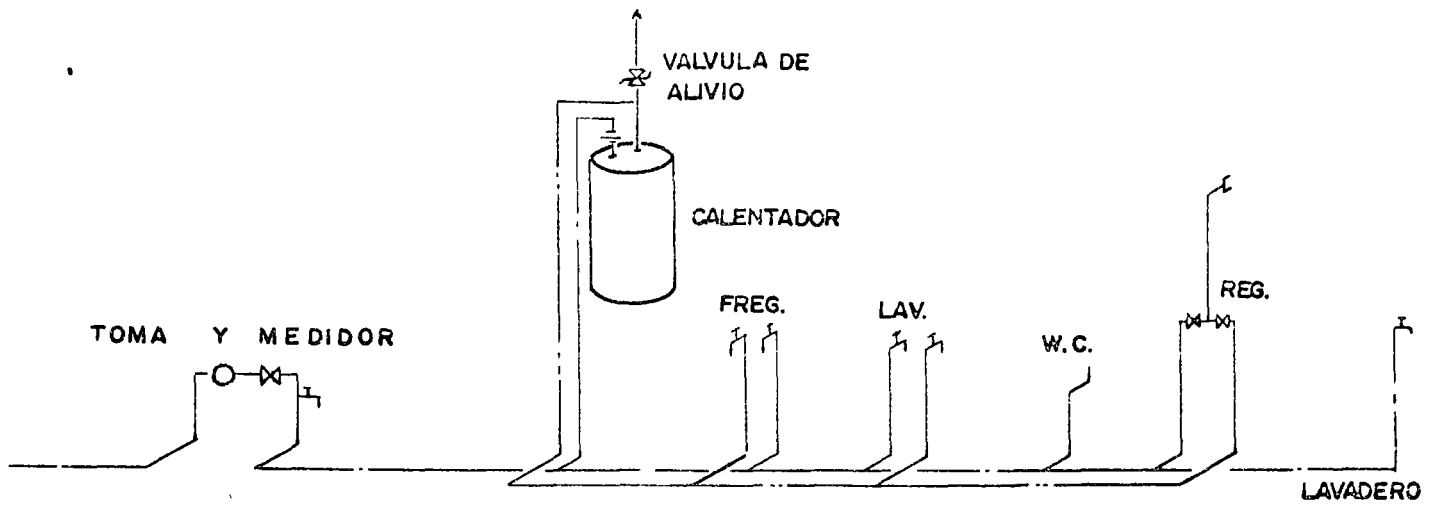 VALVULA DE
ALIVIO
CALENTADOR
FREG.
LAV.
REG.
TOMA Y MEDIDOR
W.C.
LAVADERO